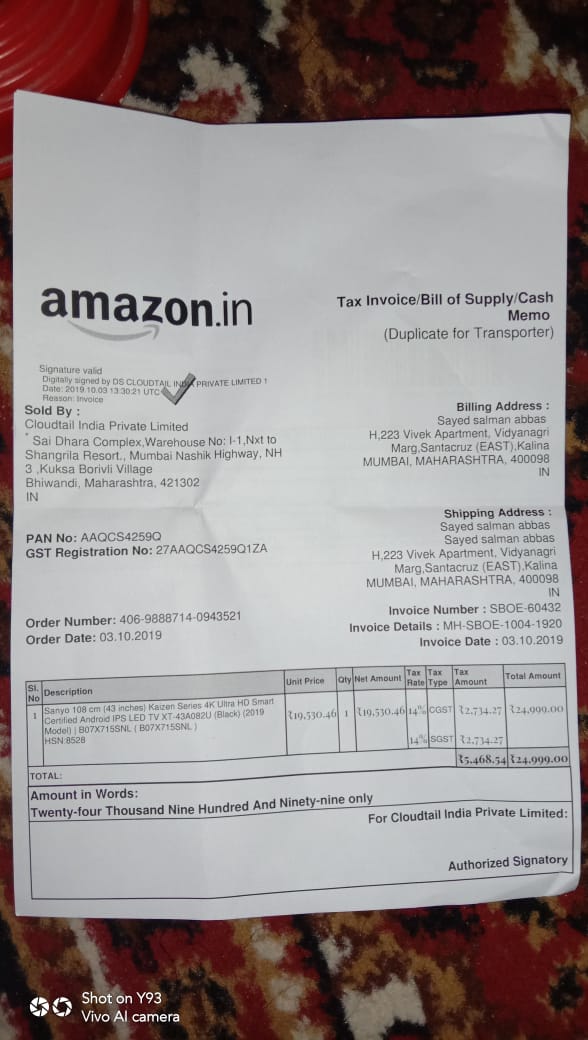 amazon.in
Tax Invoice/Bill of Supply/Cash
Memo
(Duplicate for Transporter)
Signature valid
Digitally signed by DS CLOUDTAIL INDIA PRIVATE LIMITED 1
Date: 2019.10.03 13:30:21 UTC
Reason: Invoice
Sold By :
Cloudtail India Private Limited
* Sai Dhara Complex,Warehouse No: I-1,Nxt to
Shangrila Resort., Mumbai Nashik Highway, NH
3 ,Kuksa Borivli Village
Bhiwandi, Maharashtra, 421302
IN
Billing Address :
Sayed salman abbas
H,223 Vivek Apartment, Vidyanagri
Marg,Santacruz (EAST),Kalina
MUMBAI, MAHARASHTRA, 400098
IN
PAN No: AAQCS4259Q
GST Registration No: 27AAQCS4259Q1ZA
Shipping Address :
Sayed salman abbas
Sayed salman abbas
H,223 Vivek Apartment, Vidyanagri
Marg,Santacruz (EAST),Kalina
MUMBAI, MAHARASHTRA, 400098
IN
Order Number: 406-9888714-0943521
Order Date: 03.10.2019
Invoice Number : SBOE-60432
Invoice Details : MH-SBOE-1004-1920
Invoice Date : 03.10.2019
Sl. No Description Unit Price Qty Net Amount Tax Rate Tax Type Tax Amount Total Amount
1 Sanyo 108 cm (43 inches) Kaizen Series 4K Ultra HD Smart
Certified Android IPS LED TV XT-43A082U (Black) (2019
Model) | B07X715SNL ( B07X715SNL )
HSN:8528
₹19,530.46 1 ₹19,530.46 14% CGST ₹2,734.27 ₹24,999.00
14% SGST ₹2,734.27
TOTAL: ₹5,468.54 ₹24,999.00
Amount in Words:
Twenty-four Thousand Nine Hundred And Ninety-nine only
For Cloudtail India Private Limited:
Authorized Signatory
Shot on Y93
Vivo AI camera